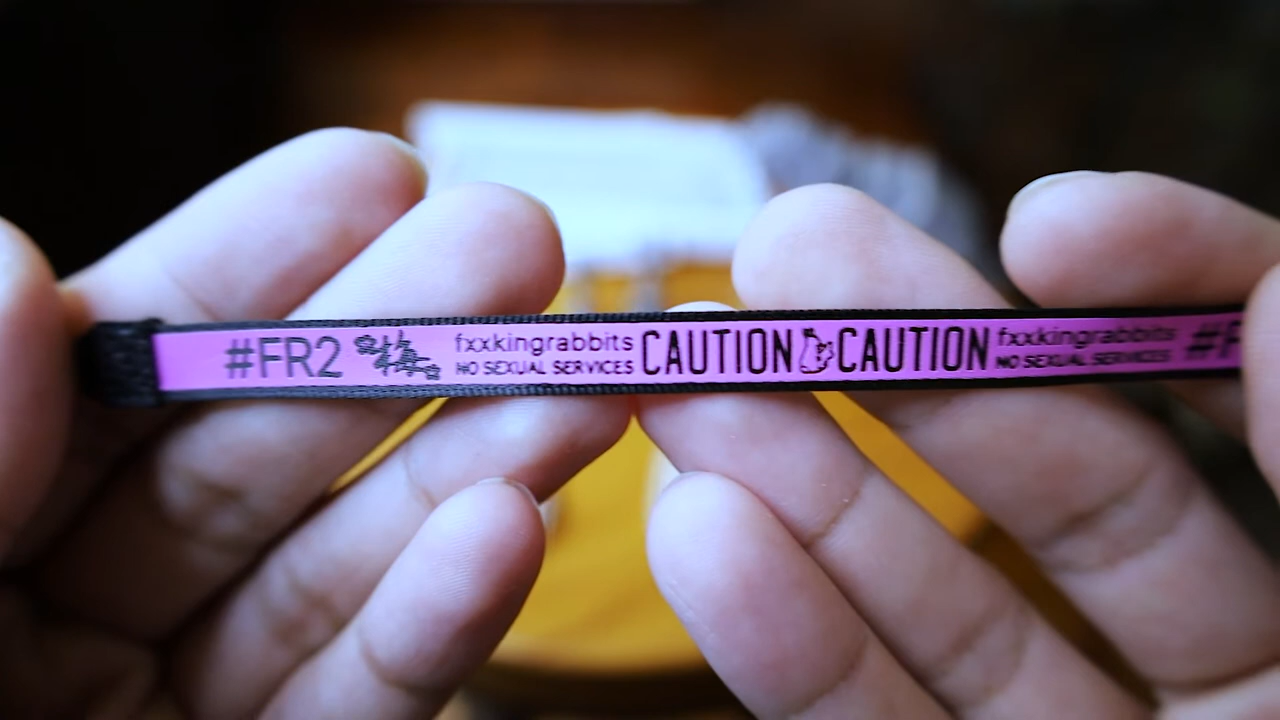 #FR2
fxxkingrabbits
NO SEXUAL SERVICES
CAUTION CAUTION
fxxkingrabbits
NO SEXUAL SERVICES
#F